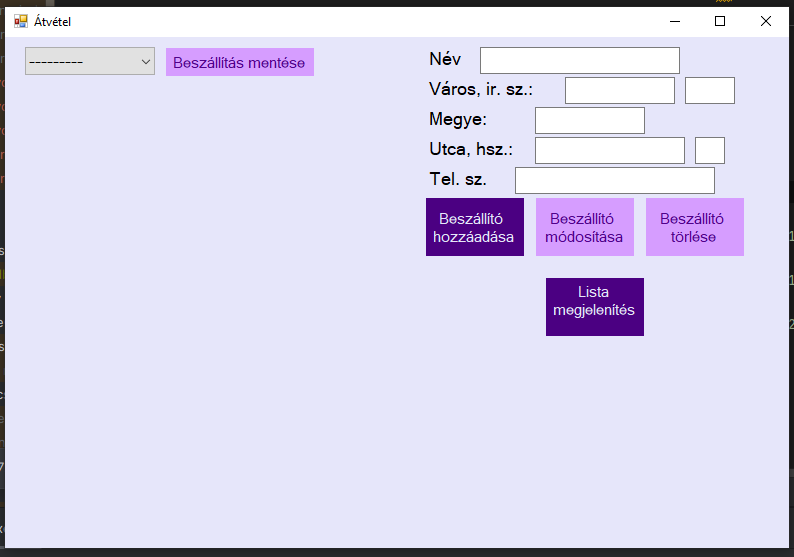 Átvétel
---------
Beszállítás mentése
Név
Város, ir. sz.:
Megye:
Utca, hsz.:
Tel. sz.
Beszállító
hozzáadása
Beszállító
módosítása
Beszállító
törlése
Lista
megjelenítés